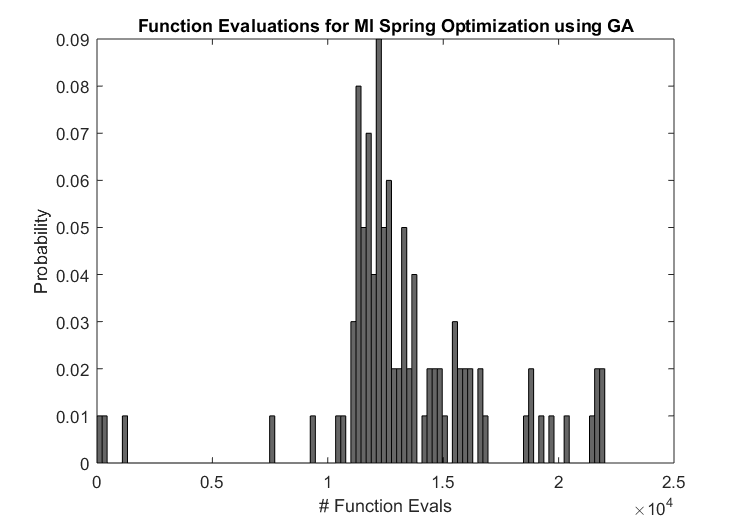 Function Evaluations for MI Spring Optimization using GA
0.09
0.08
0.07
0.06
0.05
0.04
0.03
0.02
0.01
0
Probability
0 0.5 1 1.5 2 2.5
# Function Evals
×10⁴